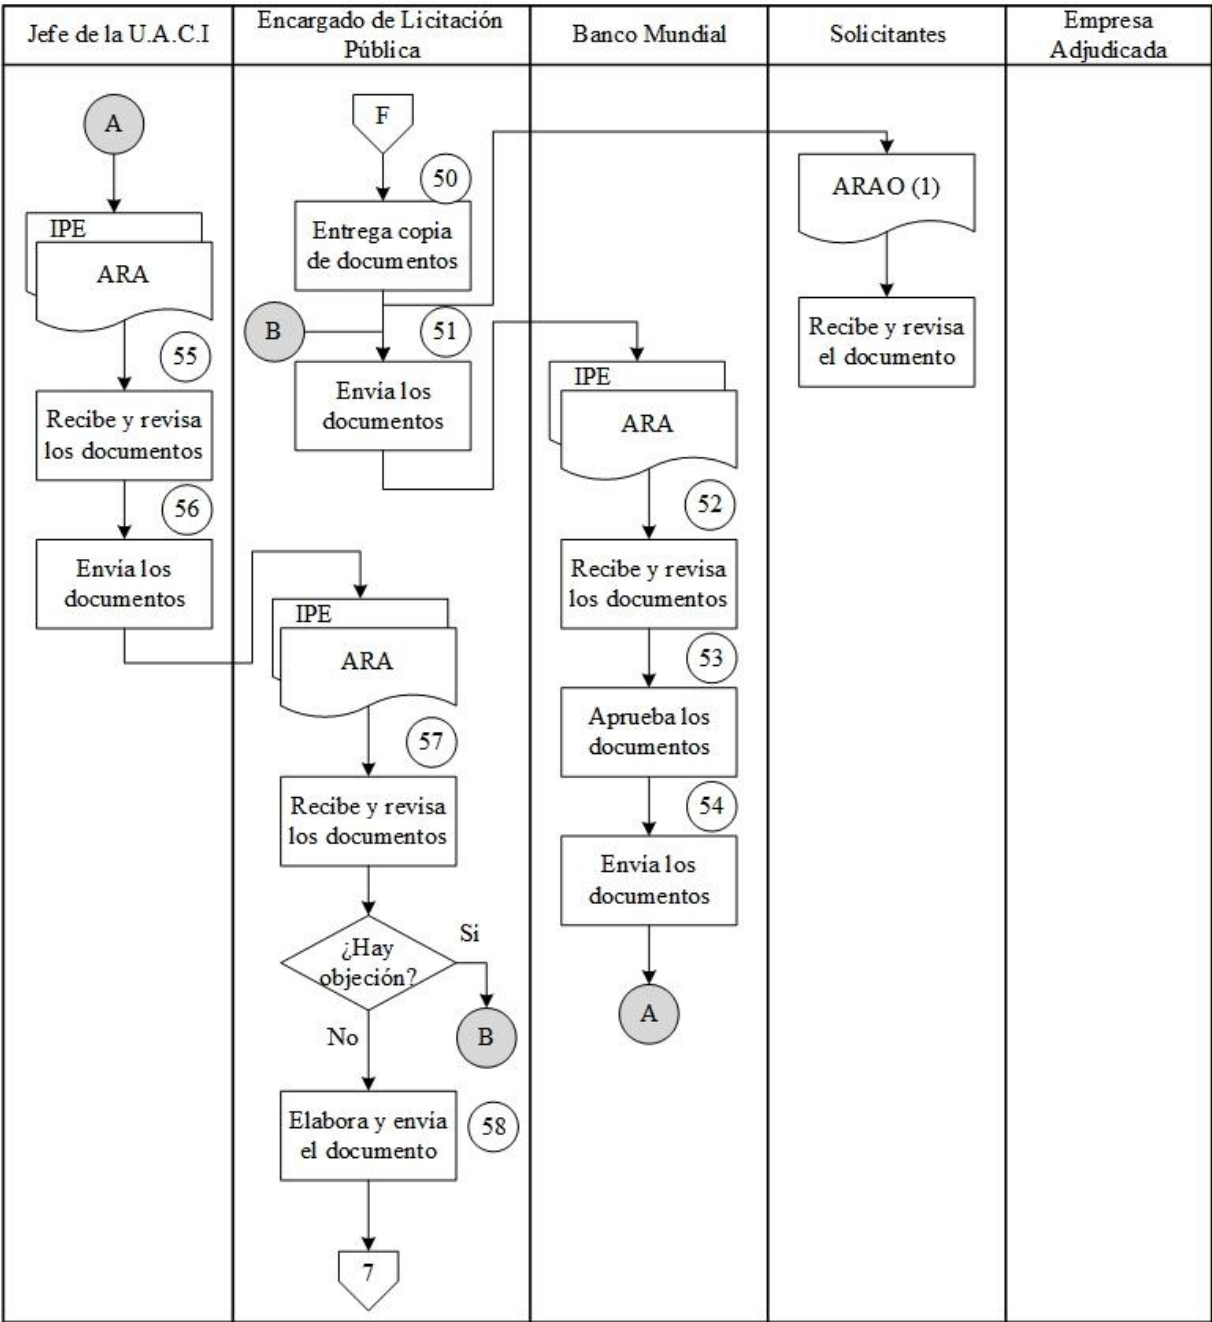 Jefe de la U.A.C.I
Encargado de Licitación
Pública
Banco Mundial
Solicitantes
Empresa
Adjudicada
A
IPE
ARA
55
Recibe y revisa
los documentos
56
Envía los
documentos
F
50
Entrega copia
de documentos
B
51
Envía los
documentos
IPE
ARA
57
Recibe y revisa
los documentos
¿Hay
objeción?
Si
B
No
Elabora y envía
el documento
58
7
IPE
ARA
52
Recibe y revisa
los documentos
53
Aprueba los
documentos
54
Envía los
documentos
A
ARAO (1)
Recibe y revisa
el documento